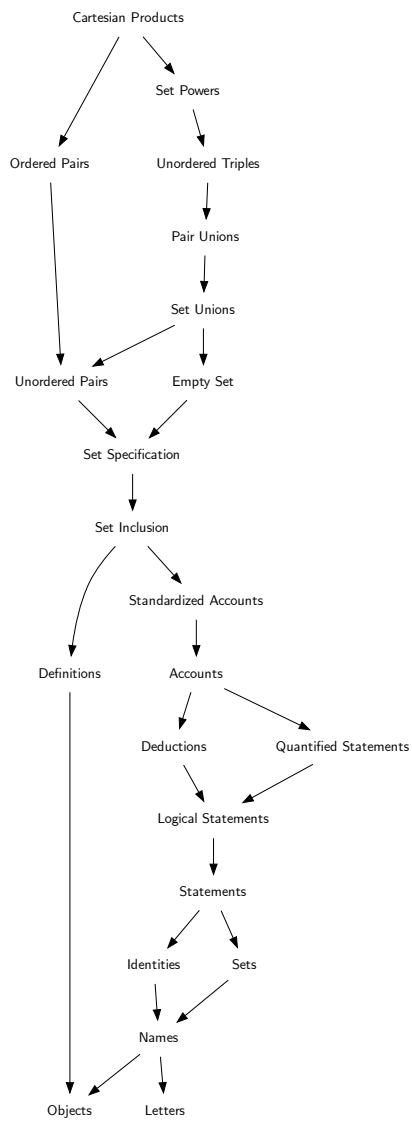 Cartesian Products
Set Powers
Ordered Pairs
Unordered Triples
Pair Unions
Set Unions
Unordered Pairs
Empty Set
Set Specification
Set Inclusion
Standardized Accounts
Definitions
Accounts
Deductions
Quantified Statements
Logical Statements
Statements
Identities
Sets
Names
Objects
Letters